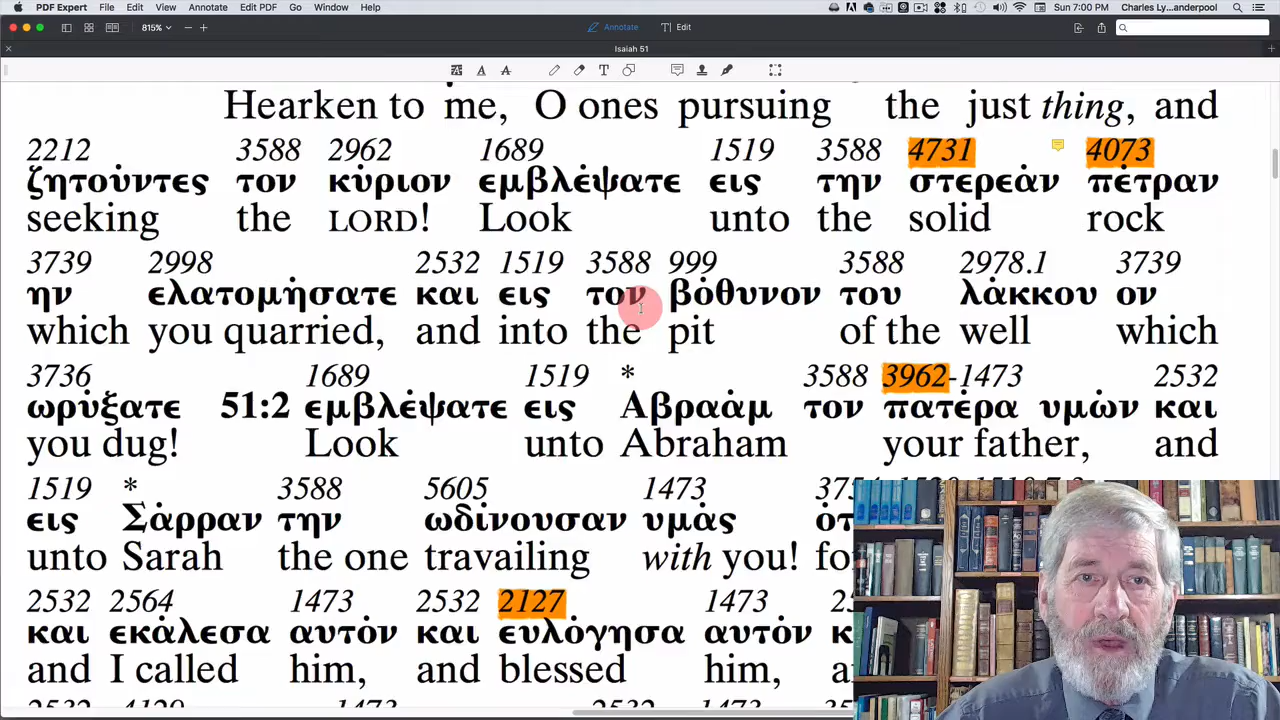 PDF Expert File Edit View Annotate Edit PDF Go Window Help Sun 7:00 PM Charles Ly...anderpool
815% Annotate Edit
Isaiah 51
Hearken to me, O ones pursuing the just thing, and
2212 3588 2962 1689 1519 3588 4731 4073
ζητούντες τον κύριον εμβλέψατε εις την στερεάν πέτραν
seeking the LORD! Look unto the solid rock
3739 2998 2532 1519 3588 999 3588 2978.1 3739
ην ελατομήσατε και εις τον βόθυνον του λάκκου ον
which you quarried, and into the pit of the well which
3736 1689 1519 * 3588 3962-1473 2532
ωρύξατε 51:2 εμβλέψατε εις Αβραάμ τον πατέρα υμών και
you dug! Look unto Abraham your father, and
1519 * 3588 5605 1473
εις Σάρραν την ωδίνουσαν υμάς
unto Sarah the one travailing with you!
2532 2564 1473 2532 2127 1473
και εκάλεσα αυτόν και ευλόγησα αυτόν
and I called him, and blessed him,